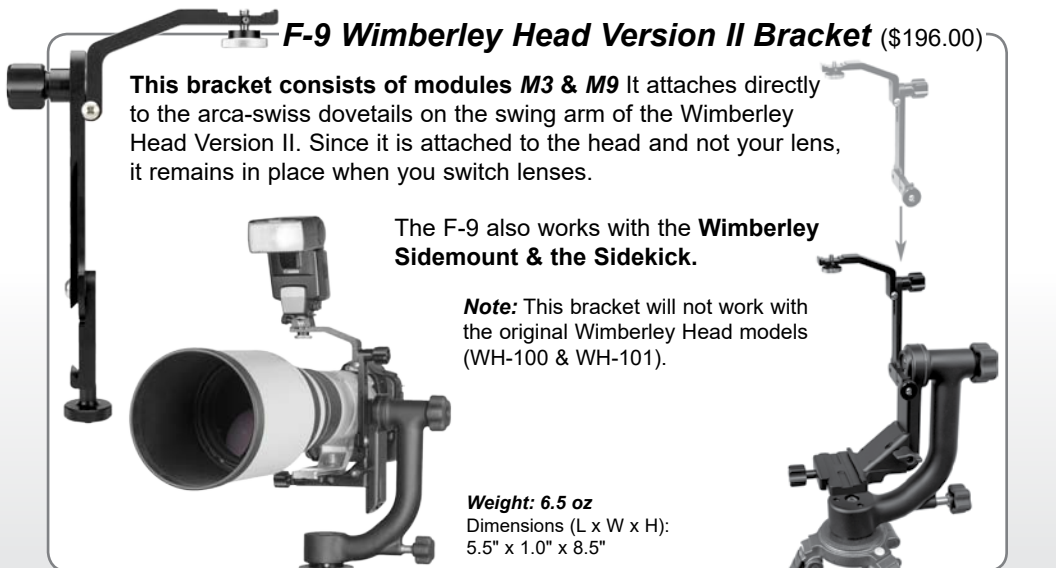 F-9 Wimberley Head Version II Bracket ($196.00)
This bracket consists of modules M3 & M9 It attaches directly
to the arca-swiss dovetails on the swing arm of the Wimberley
Head Version II. Since it is attached to the head and not your lens,
it remains in place when you switch lenses.
The F-9 also works with the Wimberley
Sidemount & the Sidekick.
Note: This bracket will not work with
the original Wimberley Head models
(WH-100 & WH-101).
Weight: 6.5 oz
Dimensions (L x W x H):
5.5" x 1.0" x 8.5"